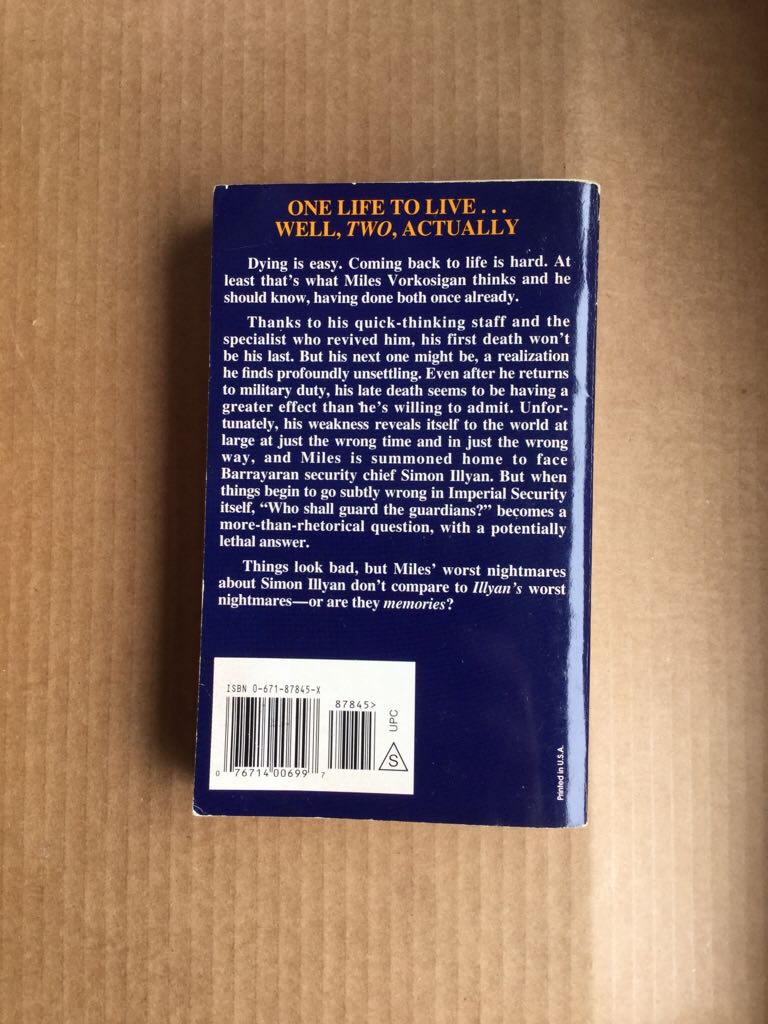 ONE LIFE TO LIVE . . .
WELL, TWO, ACTUALLY
Dying is easy. Coming back to life is hard. At
least that's what Miles Vorkosigan thinks and he
should know, having done both once already.
Thanks to his quick-thinking staff and the
specialist who revived him, his first death won't
be his last. But his next one might be, a realization
he finds profoundly unsettling. Even after he returns
to military duty, his late death seems to be having a
greater effect than he's willing to admit. Unfor-
tunately, his weakness reveals itself to the world at
large at just the wrong time and in just the wrong
way, and Miles is summoned home to face
Barrayaran security chief Simon Illyan. But when
things begin to go subtly wrong in Imperial Security
itself, “Who shall guard the guardians?” becomes a
more-than-rhetorical question, with a potentially
lethal answer.
Things look bad, but Miles’ worst nightmares
about Simon Illyan don't compare to Illyan's worst
nightmares—or are they memories?
ISBN 0-671-87845-X
87845>
UPC
S
0 76714 00699 7
Printed in U.S.A.